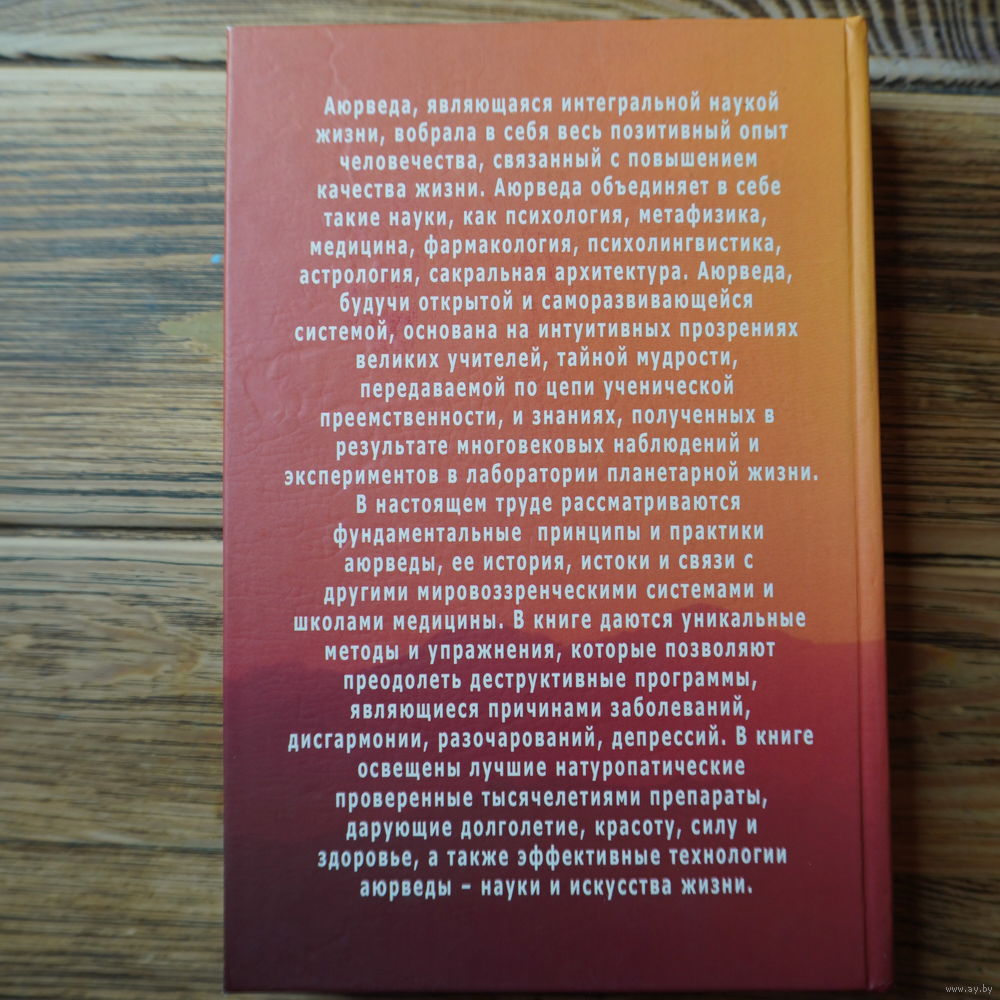 Аюрведа, являющаяся интегральной наукой
жизни, вобрала в себя весь позитивный опыт
человечества, связанный с повышением
качества жизни. Аюрведа объединяет в себе
такие науки, как психология, метафизика,
медицина, фармакология, психолингвистика,
астрология, сакральная архитектура. Аюрведа,
будучи открытой и саморазвивающейся
системой, основана на интуитивных прозрениях
великих учителей, тайной мудрости,
передаваемой по цепи ученической
преемственности, и знаниях, полученных в
результате многовековых наблюдений и
экспериментов в лаборатории планетарной жизни.
В настоящем труде рассматриваются
фундаментальные принципы и практики
аюрведы, ее история, истоки и связи с
другими мировоззренческими системами и
школами медицины. В книге даются уникальные
методы и упражнения, которые позволяют
преодолеть деструктивные программы,
являющиеся причинами заболеваний,
дисгармонии, разочарований, депрессий. В книге
освещены лучшие натуропатические
проверенные тысячелетиями препараты,
дарующие долголетие, красоту, силу и
здоровье, а также эффективные технологии
аюрведы – науки и искусства жизни.
www.ay.by